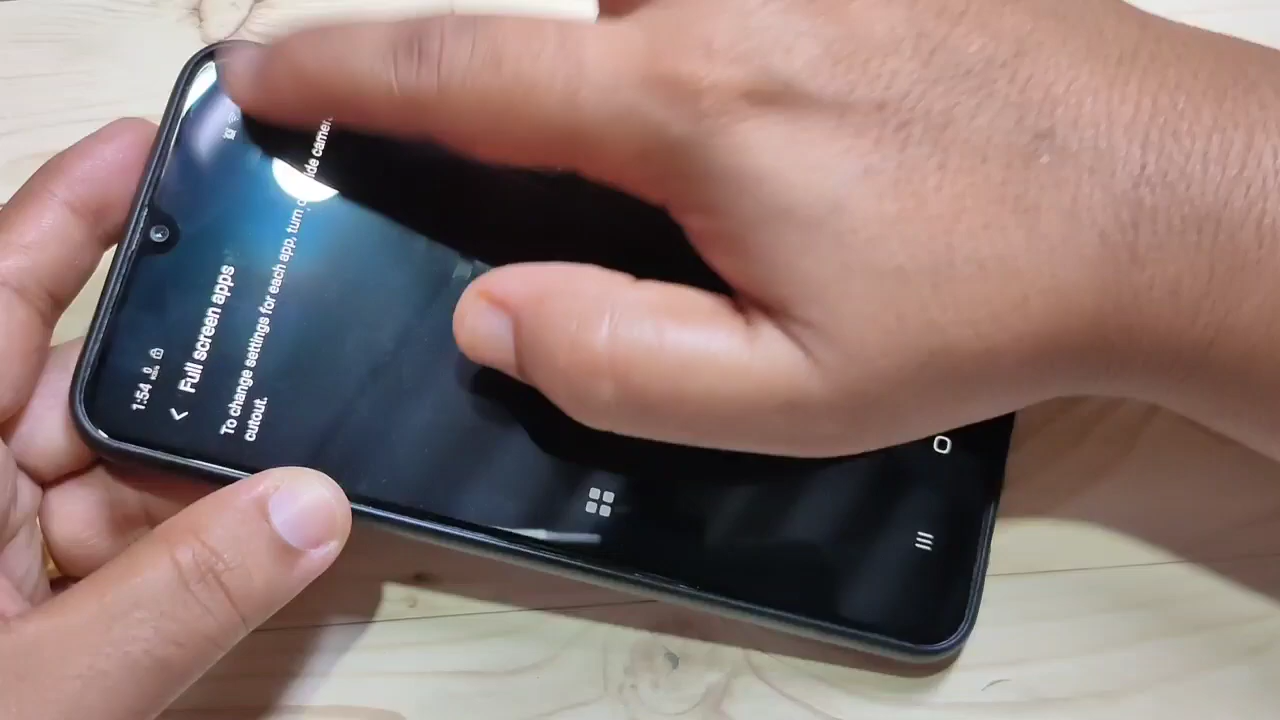 1:54
Full screen apps
To change settings for each app, turn
cutout.